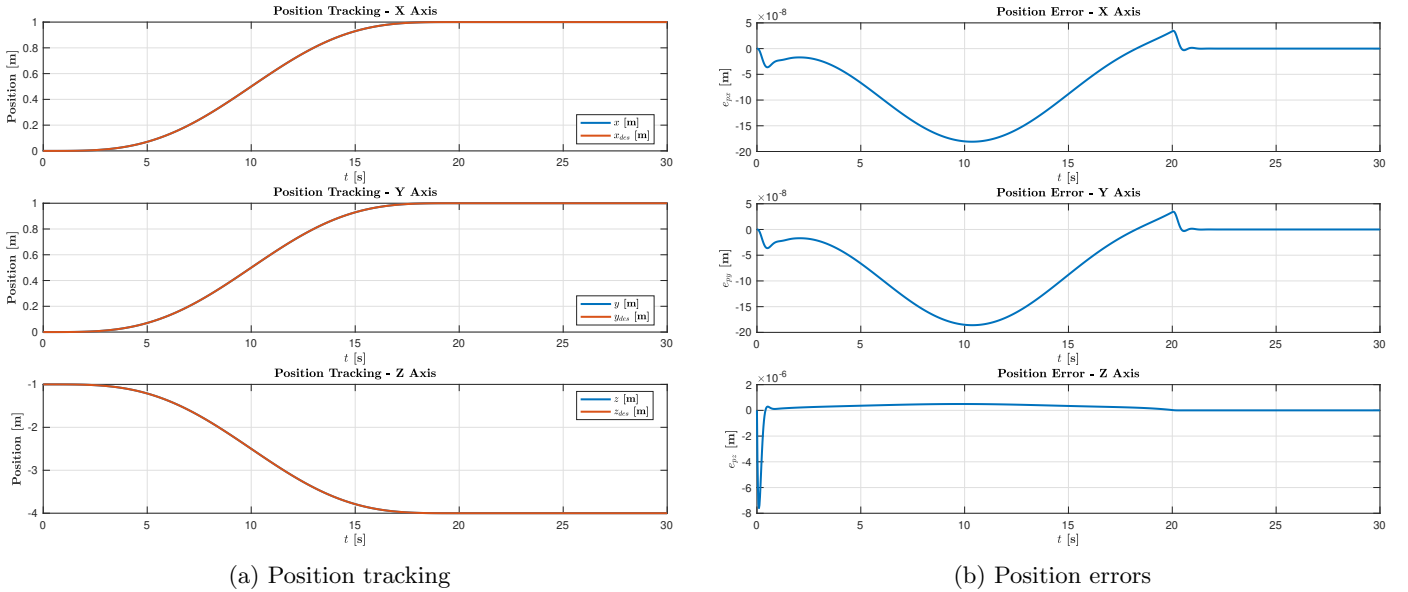 Position Tracking - X Axis
Position [m]
1
0.8
0.6
0.4
0.2
0
0 5 10 15 20 25 30
t [s]
x [m]
x_des [m]
Position Tracking - Y Axis
Position [m]
1
0.8
0.6
0.4
0.2
0
0 5 10 15 20 25 30
t [s]
y [m]
y_des [m]
Position Tracking - Z Axis
Position [m]
-1
-2
-3
-4
0 5 10 15 20 25 30
t [s]
z [m]
z_des [m]
(a) Position tracking
Position Error - X Axis
×10⁻⁸
e_px [m]
5
0
-5
-10
-15
-20
0 5 10 15 20 25 30
t [s]
Position Error - Y Axis
×10⁻⁸
e_py [m]
5
0
-5
-10
-15
-20
0 5 10 15 20 25 30
t [s]
Position Error - Z Axis
×10⁻⁶
e_pz [m]
2
0
-2
-4
-6
-8
0 5 10 15 20 25 30
t [s]
(b) Position errors